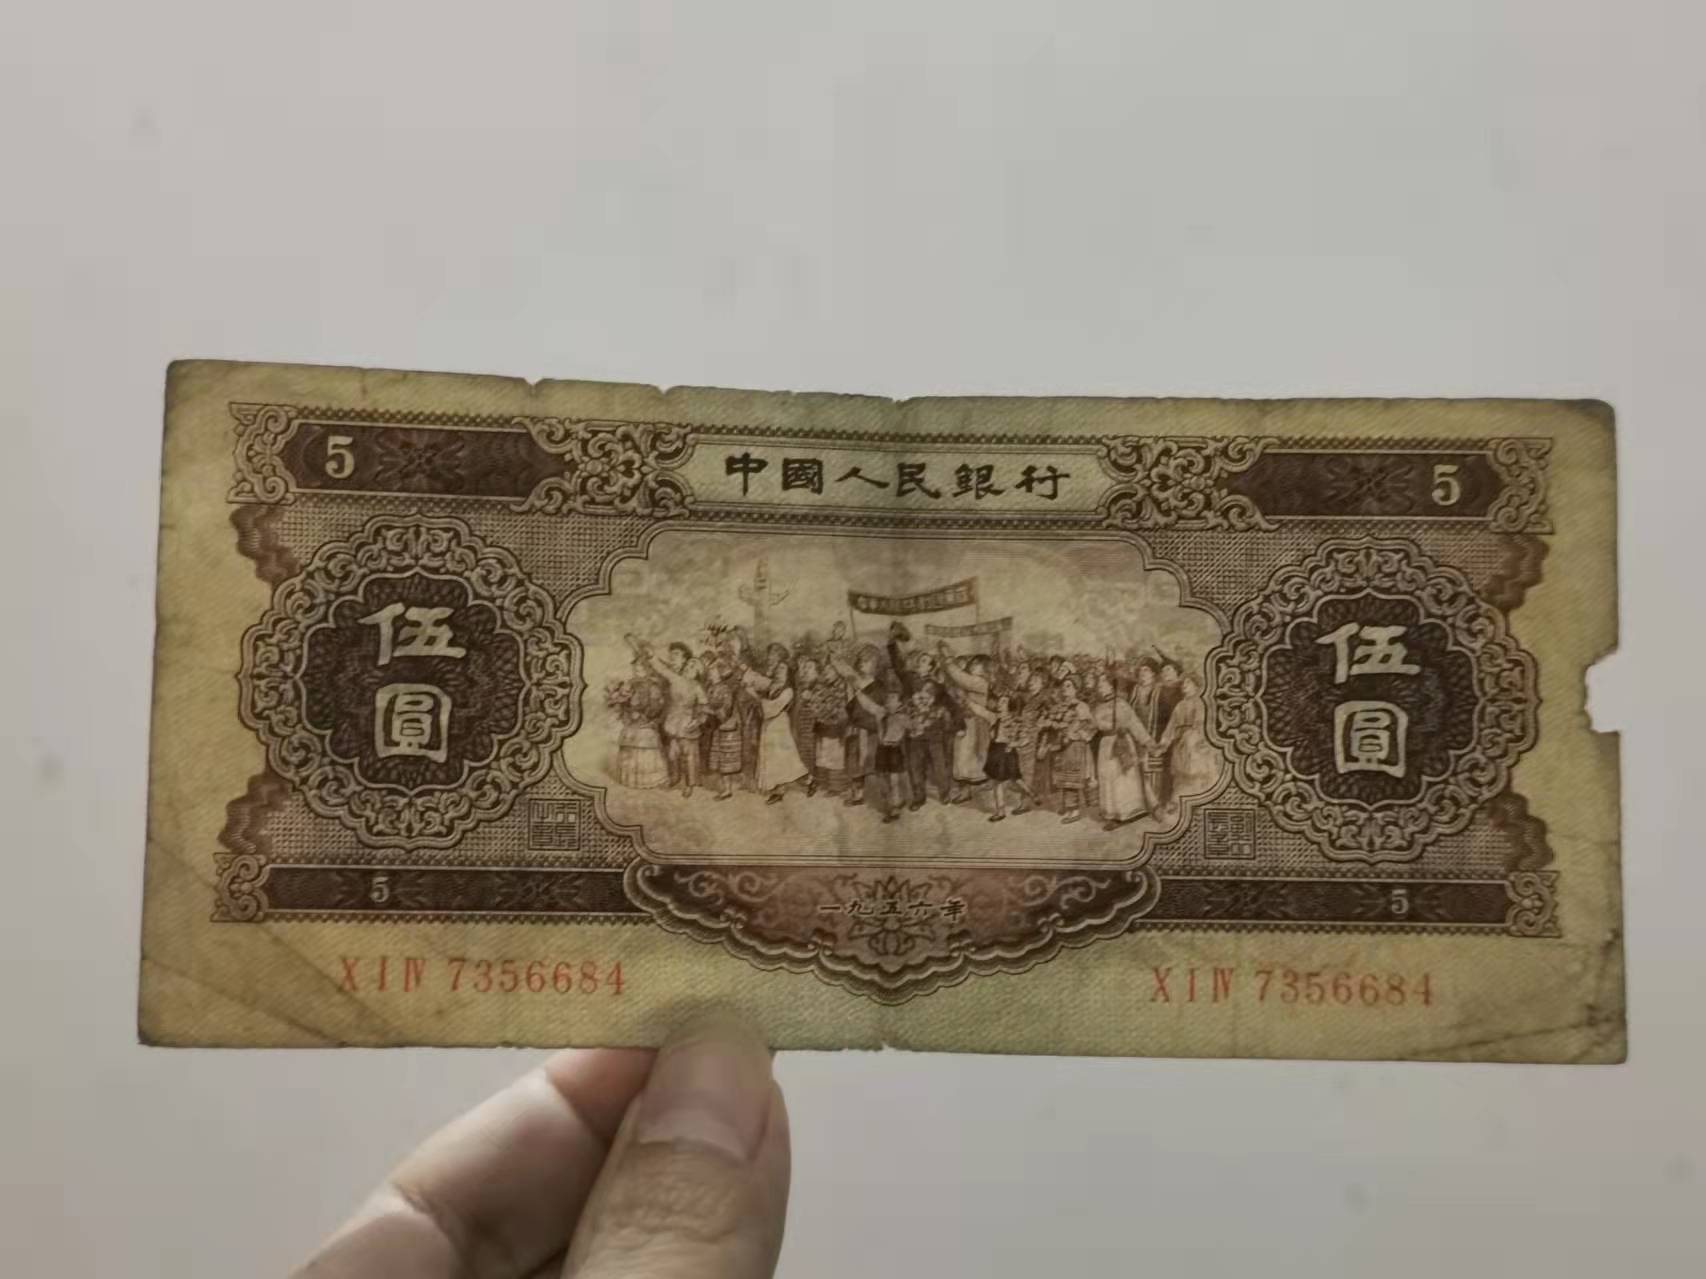 5 中國人民銀行 5
伍圓 伍圓
5 一九五六年 5
X I IV 7356684 X I IV 7356684